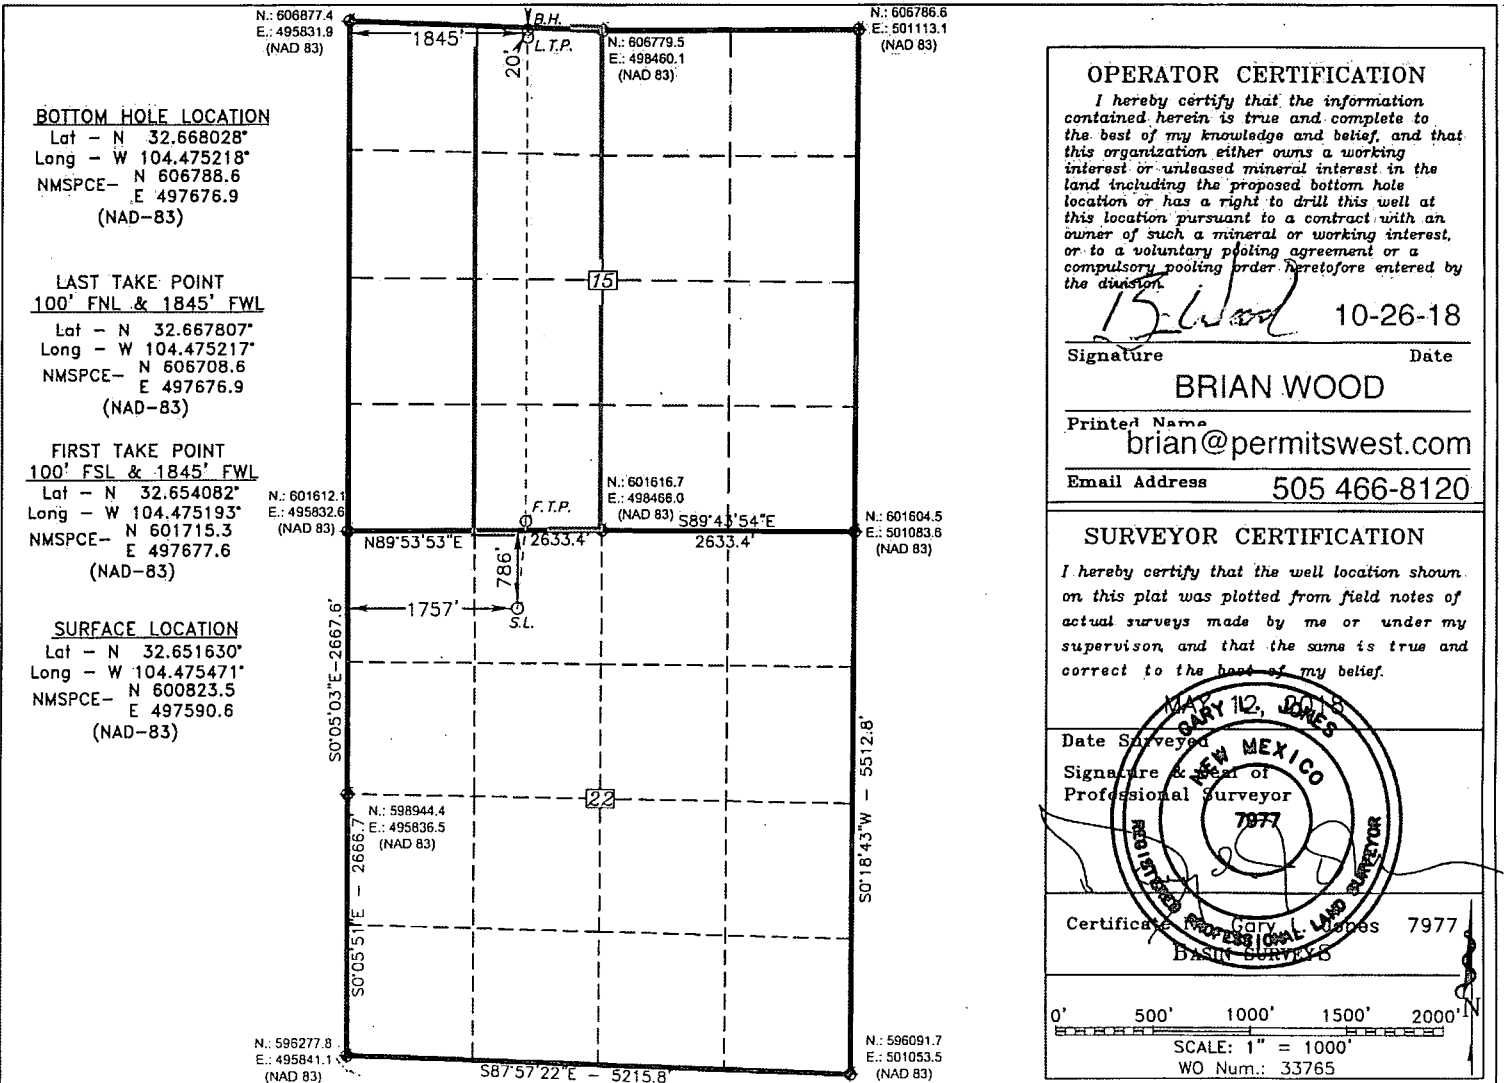 N.: 606877.4
E.: 495831.9
(NAD 83)
1845'
20'
B.H.
L.T.P.
N.: 606779.5
E.: 498460.1
(NAD 83)
N.: 606786.6
E.: 501113.1
(NAD 83)
BOTTOM HOLE LOCATION
Lat - N 32.668028°
Long - W 104.475218°
NMSPCE- N 606788.6
E 497676.9
(NAD-83)
LAST TAKE POINT
100' FNL & 1845' FWL
Lat - N 32.667807°
Long - W 104.475217°
NMSPCE- N 606708.6
E 497676.9
(NAD-83)
FIRST TAKE POINT
100' FSL & 1845' FWL
Lat - N 32.654082°
Long - W 104.475193°
NMSPCE- N 601715.3
E 497677.6
(NAD-83)
SURFACE LOCATION
Lat - N 32.651630°
Long - W 104.475471°
NMSPCE- N 600823.5
E 497590.6
(NAD-83)
15
N.: 601612.1
E.: 495832.6
(NAD 83)
F.T.P.
N.: 601616.7
E.: 498466.0
(NAD 83)
S89°43'54"E
N.: 601604.5
E.: 501083.6
(NAD 83)
N89°53'53"E
2633.4'
2633.4'
786'
1757'
S.L.
S0°05'03"E-2667.6'
22
N.: 598944.4
E.: 495836.5
(NAD 83)
S0°05'51"E - 2666.7'
S0°18'43"W - 5512.8'
N.: 596277.8
E.: 495841.1
(NAD 83)
S87°57'22"E - 5215.8'
N.: 596091.7
E.: 501053.5
(NAD 83)
OPERATOR CERTIFICATION
I hereby certify that the information
contained herein is true and complete to
the best of my knowledge and belief, and that
this organization either owns a working
interest or unleased mineral interest in the
land including the proposed bottom hole
location or has a right to drill this well at
this location pursuant to a contract with an
owner of such a mineral or working interest,
or to a voluntary pooling agreement or a
compulsory pooling order heretofore entered by
the division.
B Wood 10-26-18
Signature Date
BRIAN WOOD
Printed Name
brian@permitswest.com
Email Address 505 466-8120
SURVEYOR CERTIFICATION
I hereby certify that the well location shown
on this plat was plotted from field notes of
actual surveys made by me or under my
supervison, and that the same is true and
correct to the best of my belief.
MAY 12, 2018
Date Surveyed
Signature & Seal of
Professional Surveyor
GARY L. JONES
NEW MEXICO
7977
REGISTERED PROFESSIONAL LAND SURVEYOR
Certificate No. Gary L. Jones 7977
BASIN SURVEYS
0' 500' 1000' 1500' 2000'
N
SCALE: 1" = 1000'
WO Num.: 33765